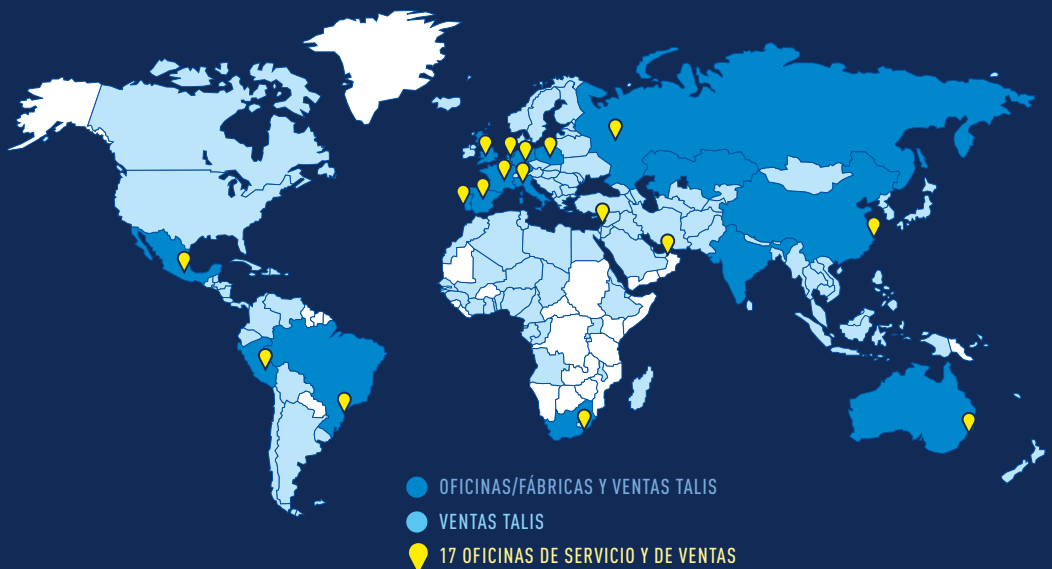 OFICINAS/FÁBRICAS Y VENTAS TALIS
VENTAS TALIS
17 OFICINAS DE SERVICIO Y DE VENTAS